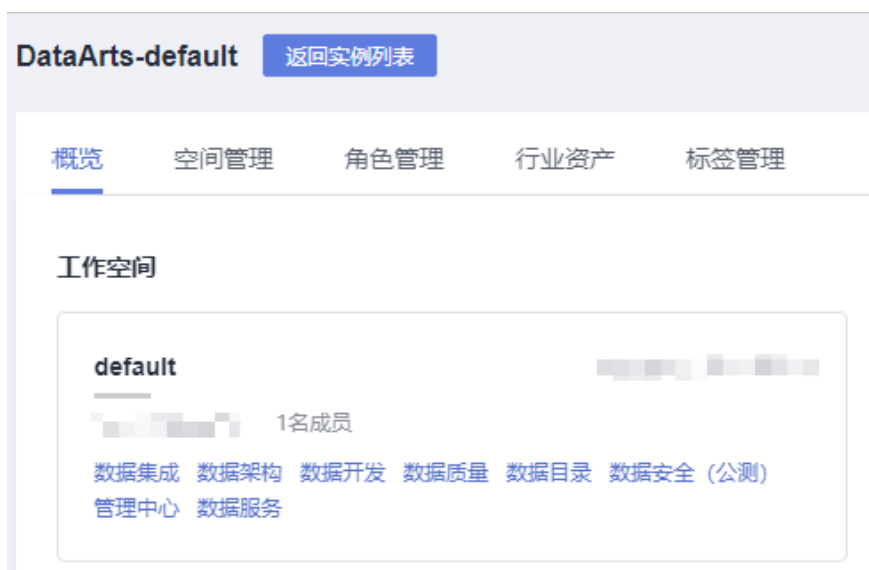 DataArts-default 返回实例列表
概览 空间管理 角色管理 行业资产 标签管理
工作空间
default
1名成员
数据集成 数据架构 数据开发 数据质量 数据目录 数据安全（公测）
管理中心 数据服务